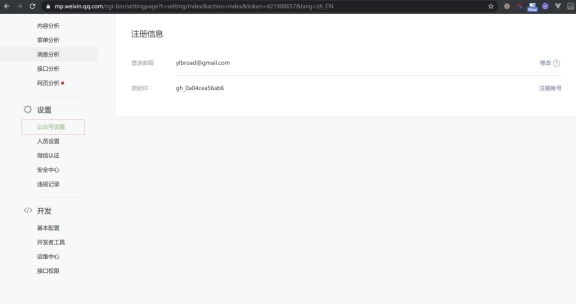 mp.weixin.qq.com/cgi-bin/settingpage?t=setting/index&action=index&token=421908657&lang=zh_CN
内容分析
菜单分析
消息分析
接口分析
网页分析
设置
公众号设置
人员设置
微信认证
安全中心
违规记录
开发
基本配置
开发者工具
运维中心
接口权限
注册信息
登录邮箱 ylbroad@gmail.com 修改 ?
原始ID gh_0a04cea56ab6 注销帐号